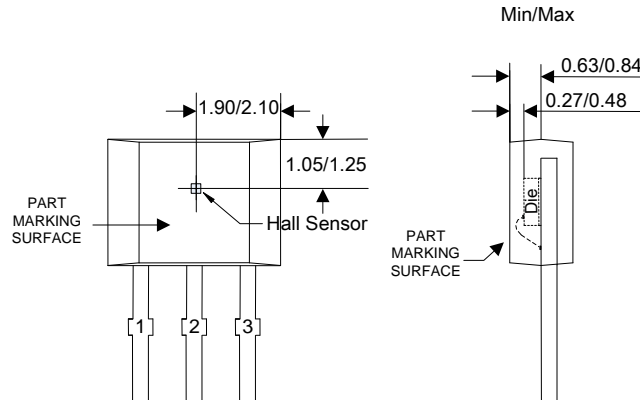 Min/Max
0.63/0.84
0.27/0.48
1.90/2.10
1.05/1.25
PART
MARKING
SURFACE
Hall Sensor
Die
PART
MARKING
SURFACE
1
2
3